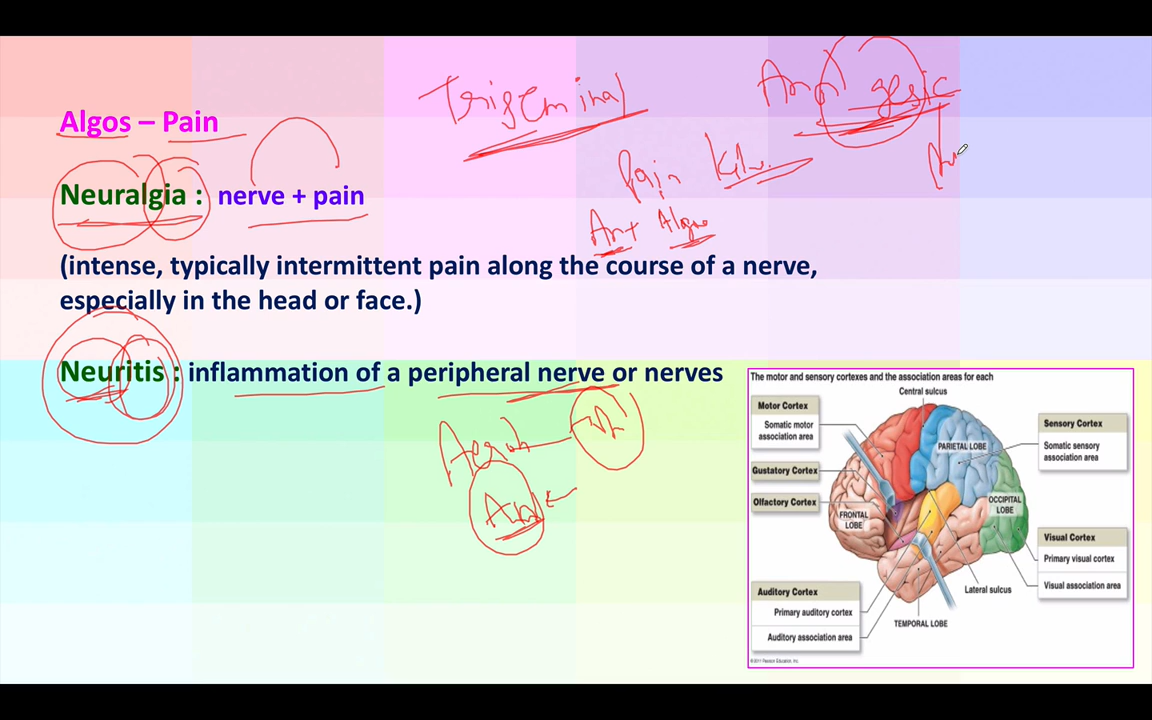 Algos – Pain
Trigeminal
Pain
Neuralgia : nerve + pain
(intense, typically intermittent pain along the course of a nerve,
especially in the head or face.)
Neuritis : inflammation of a peripheral nerve or nerves
The motor and sensory cortexes and the association areas for each
Central sulcus
Motor Cortex
Somatic motor
association area
Gustatory Cortex
Olfactory Cortex
FRONTAL
LOBE
PARIETAL LOBE
Sensory Cortex
Somatic sensory
association area
OCCIPITAL
LOBE
Visual Cortex
Primary visual cortex
Visual association area
Lateral sulcus
Auditory Cortex
Primary auditory cortex
Auditory association area
TEMPORAL LOBE
©2011 Pearson Education, Inc.